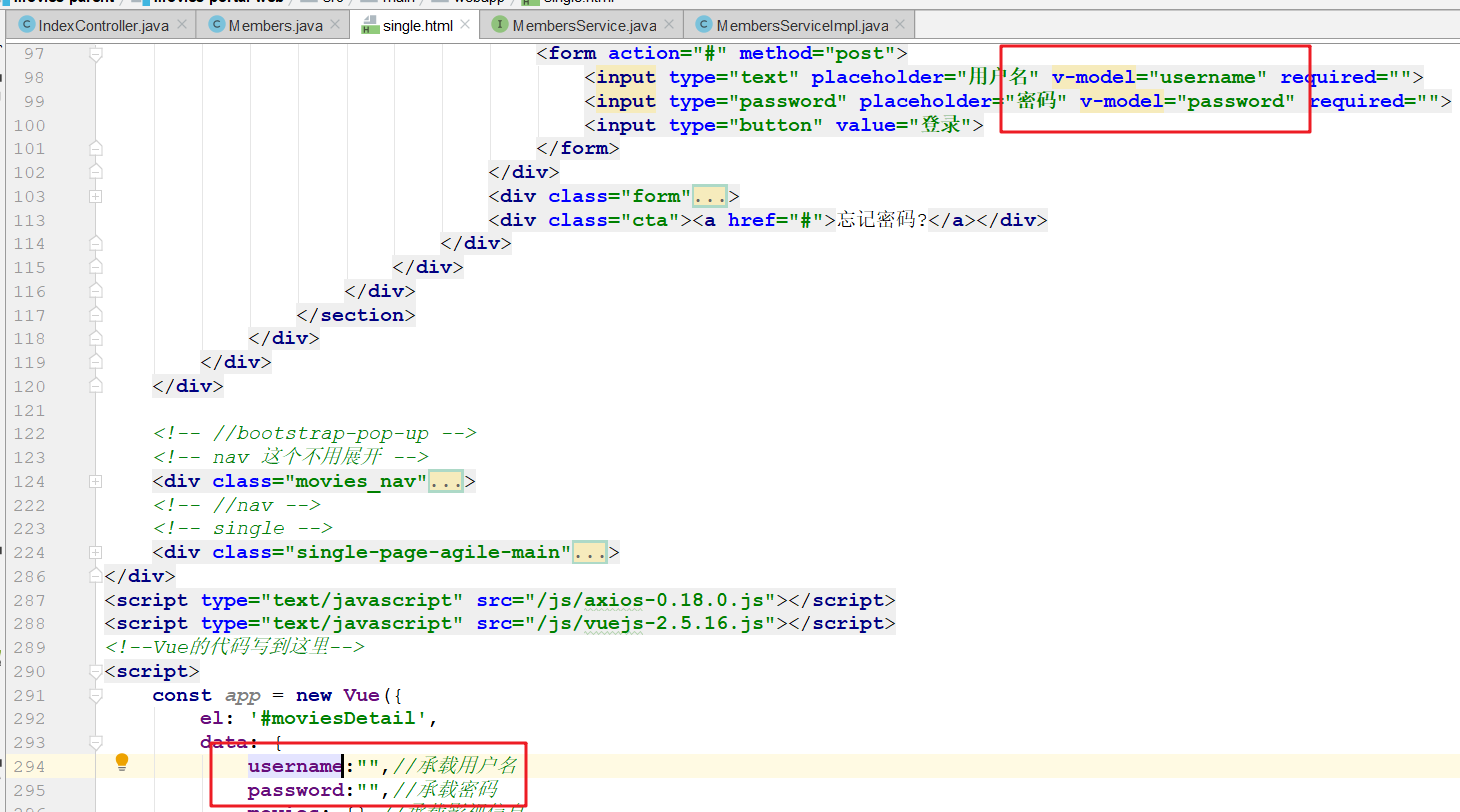 IndexController.java × Members.java × single.html × MembersService.java × MembersServiceImpl.java ×
97 <form action="#" method="post">
98 <input type="text" placeholder="用户名" v-model="username" required="">
99 <input type="password" placeholder="密码" v-model="password" required="">
100 <input type="button" value="登录">
101 </form>
102 </div>
103 <div class="form"...>
113 <div class="cta"><a href="#">忘记密码?</a></div>
114 </div>
115 </div>
116 </div>
117 </section>
118 </div>
119 </div>
120 </div>
121
122 <!-- //bootstrap-pop-up -->
123 <!-- nav 这个不用展开 -->
124 <div class="movies_nav"...>
222 <!-- //nav -->
223 <!-- single -->
224 <div class="single-page-agile-main"...>
286 </div>
287 <script type="text/javascript" src="/js/axios-0.18.0.js"></script>
288 <script type="text/javascript" src="/js/vuejs-2.5.16.js"></script>
289 <!--Vue的代码写到这里-->
290 <script>
291 const app = new Vue({
292 el: '#moviesDetail',
293 data: {
294 username:"",//承载用户名
295 password:"",//承载密码